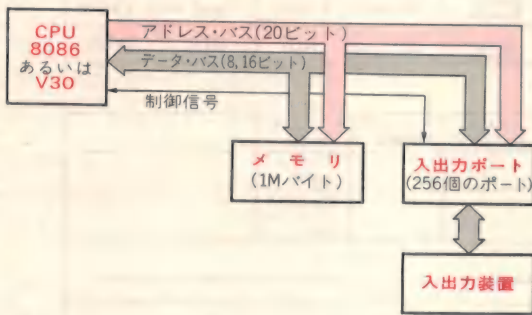 CPU
8086
あるいは
V30
アドレス・バス(20ビット)
データ・バス(8,16ビット)
制御信号
メモリ
(1Mバイト)
入出力ポート
(256個のポート)
入出力装置